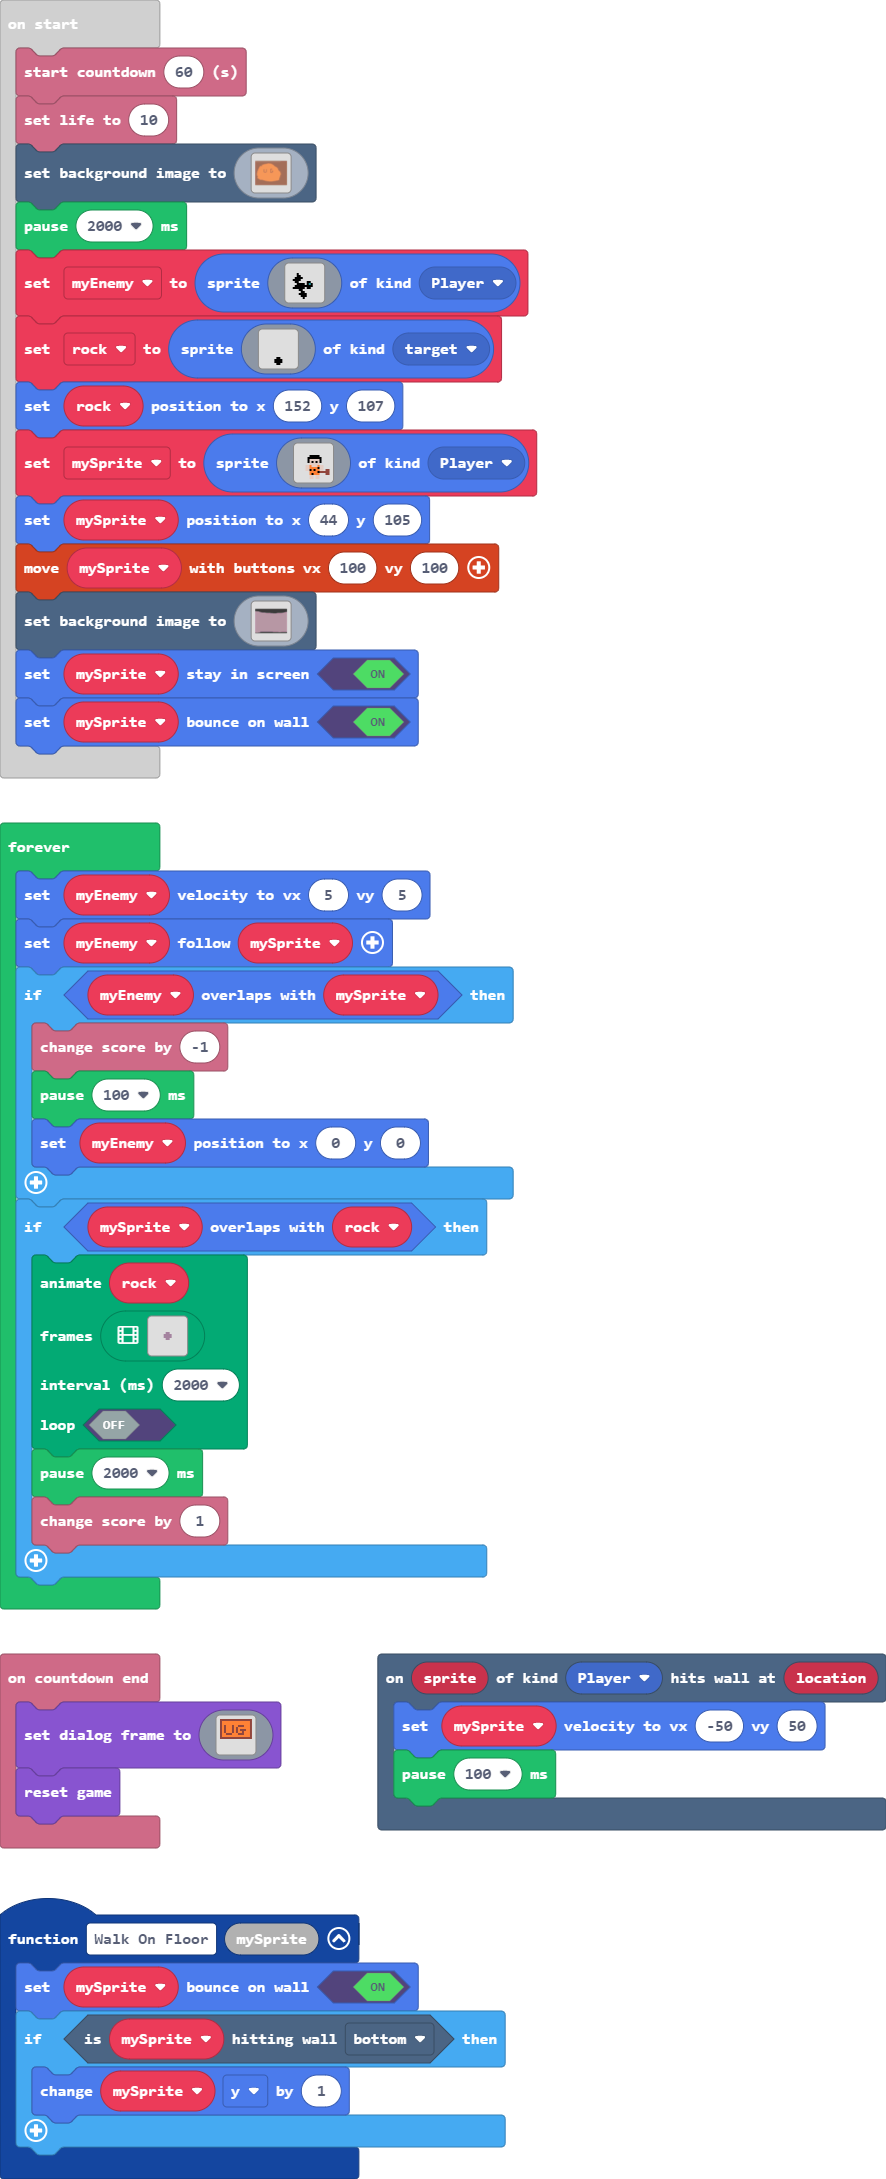 on start
start countdown 60 (s)
set life to 10
set background image to
pause 2000 ms
set myEnemy to sprite of kind Player
set rock to sprite of kind target
set rock position to x 152 y 107
set mySprite to sprite of kind Player
set mySprite position to x 44 y 105
move mySprite with buttons vx 100 vy 100
set background image to
set mySprite stay in screen ON
set mySprite bounce on wall ON
forever
set myEnemy velocity to vx 5 vy 5
set myEnemy follow mySprite
if myEnemy overlaps with mySprite then
change score by -1
pause 100 ms
set myEnemy position to x 0 y 0
if mySprite overlaps with rock then
animate rock
frames
interval (ms) 2000
loop OFF
pause 2000 ms
change score by 1
on countdown end
set dialog frame to UG
reset game
on sprite of kind Player hits wall at location
set mySprite velocity to vx -50 vy 50
pause 100 ms
function Walk On Floor mySprite
set mySprite bounce on wall ON
if is mySprite hitting wall bottom then
change mySprite y by 1